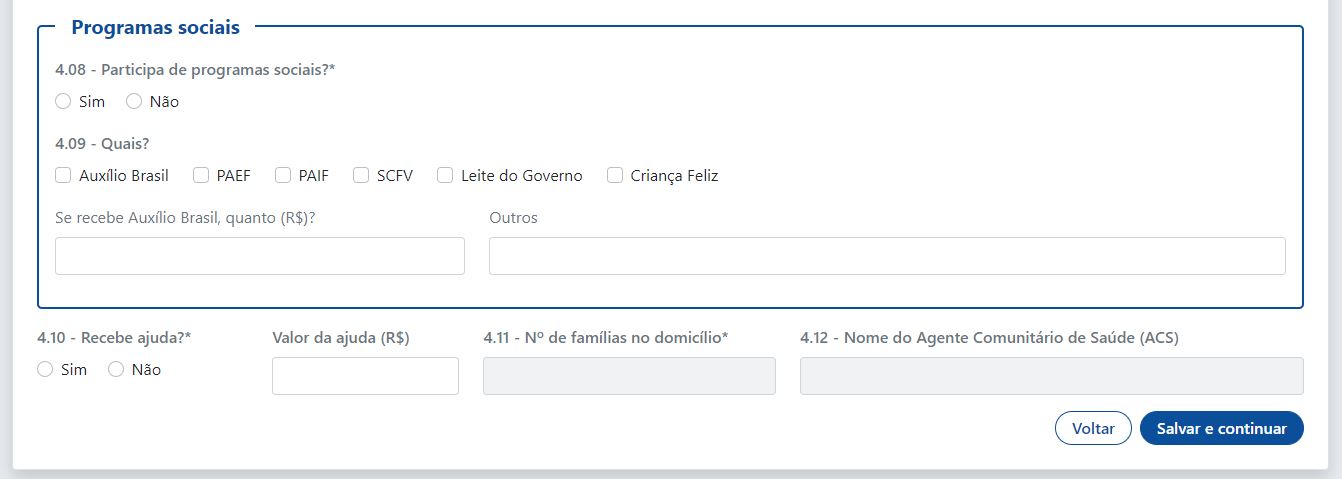 Programas sociais
4.08 - Participa de programas sociais?*
Sim Não
4.09 - Quais?
Auxílio Brasil PAEF PAIF SCFV Leite do Governo Criança Feliz
Se recebe Auxílio Brasil, quanto (R$)? Outros
4.10 - Recebe ajuda?* Valor da ajuda (R$) 4.11 - Nº de famílias no domicílio* 4.12 - Nome do Agente Comunitário de Saúde (ACS)
Sim Não
Voltar Salvar e continuar